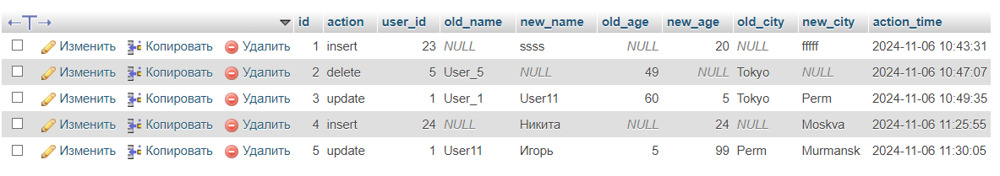 id action user_id old_name new_name old_age new_age old_city new_city action_time
Изменить Копировать Удалить 1 insert 23 NULL ssss NULL 20 NULL ffffff 2024-11-06 10:43:31
Изменить Копировать Удалить 2 delete 5 User_5 NULL 49 NULL Tokyo NULL 2024-11-06 10:47:07
Изменить Копировать Удалить 3 update 1 User_1 User11 60 5 Tokyo Perm 2024-11-06 10:49:35
Изменить Копировать Удалить 4 insert 24 NULL Никита NULL 24 NULL Moskva 2024-11-06 11:25:55
Изменить Копировать Удалить 5 update 1 User11 Игорь 5 99 Perm Murmansk 2024-11-06 11:30:05